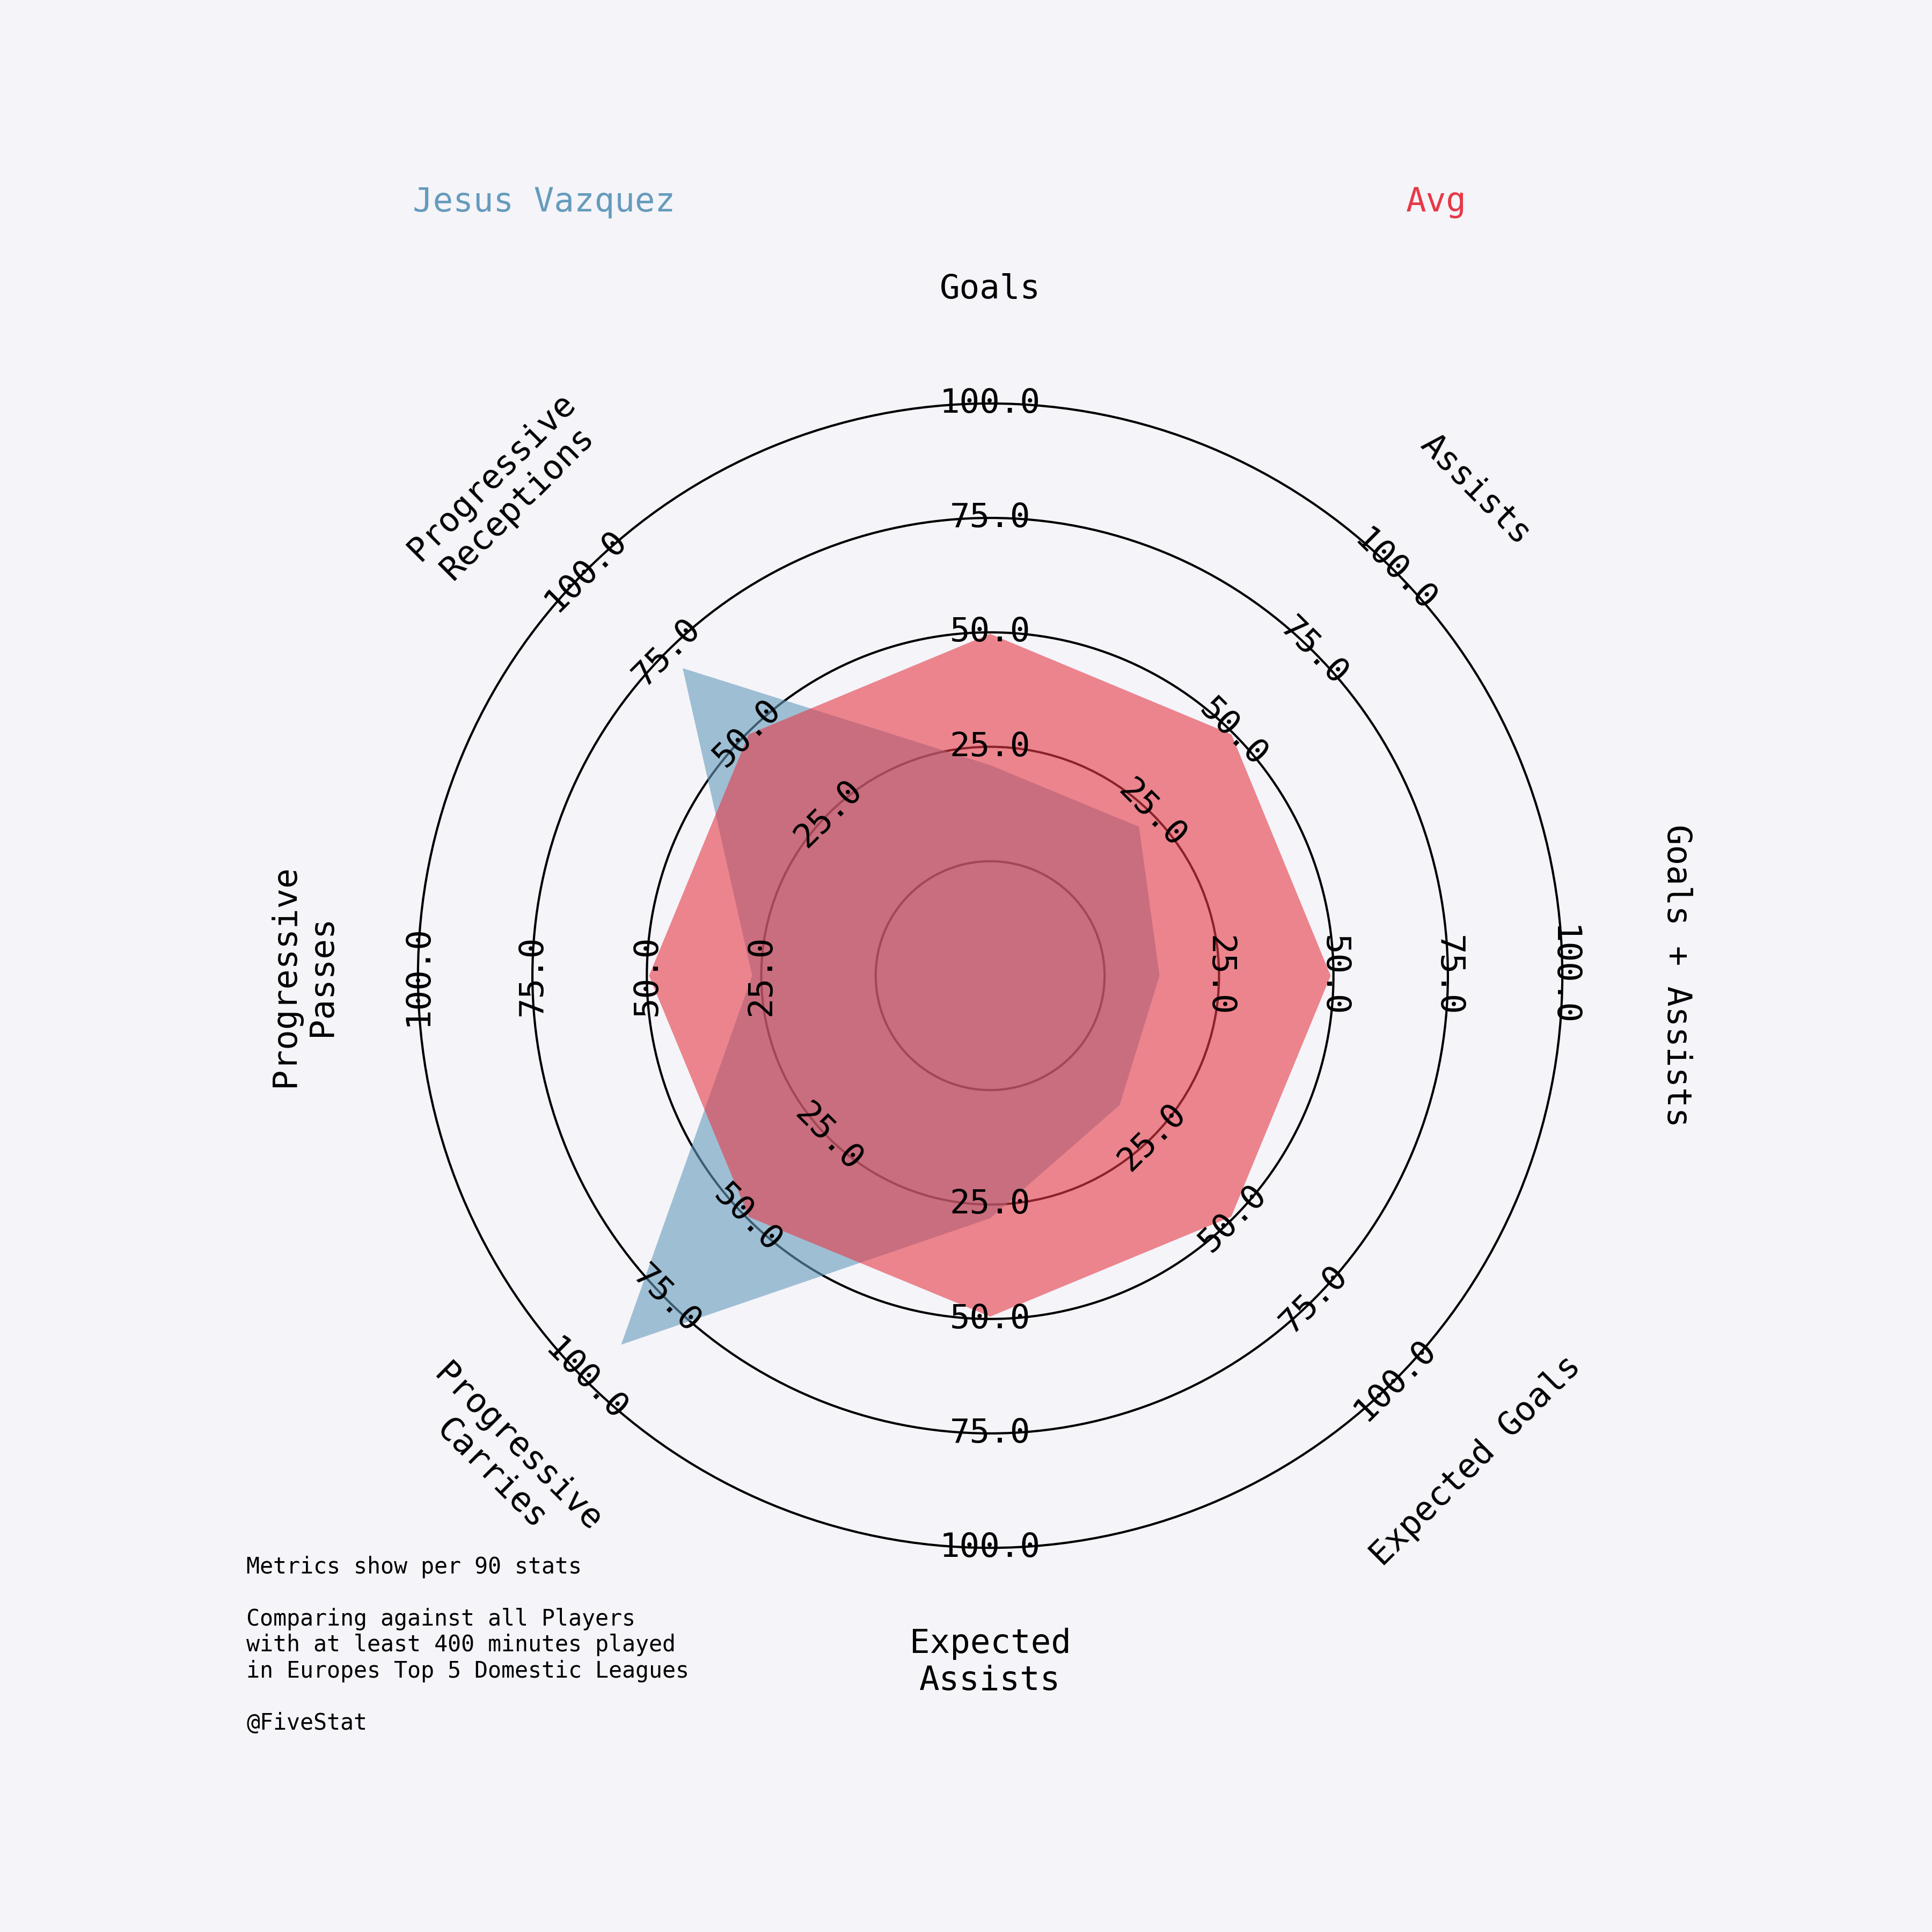 Jesus Vazquez
Avg
Goals
Assists
Goals + Assists
Expected Goals
Expected
Assists
Progressive
Carries
Progressive
Passes
Progressive
Receptions
25.0
50.0
75.0
100.0
25.0
50.0
75.0
100.0
25.0
50.0
75.0
100.0
25.0
50.0
75.0
100.0
25.0
50.0
75.0
100.0
25.0
50.0
75.0
100.0
25.0
50.0
75.0
100.0
25.0
50.0
75.0
100.0
Metrics show per 90 stats
Comparing against all Players
with at least 400 minutes played
in Europes Top 5 Domestic Leagues
@FiveStat